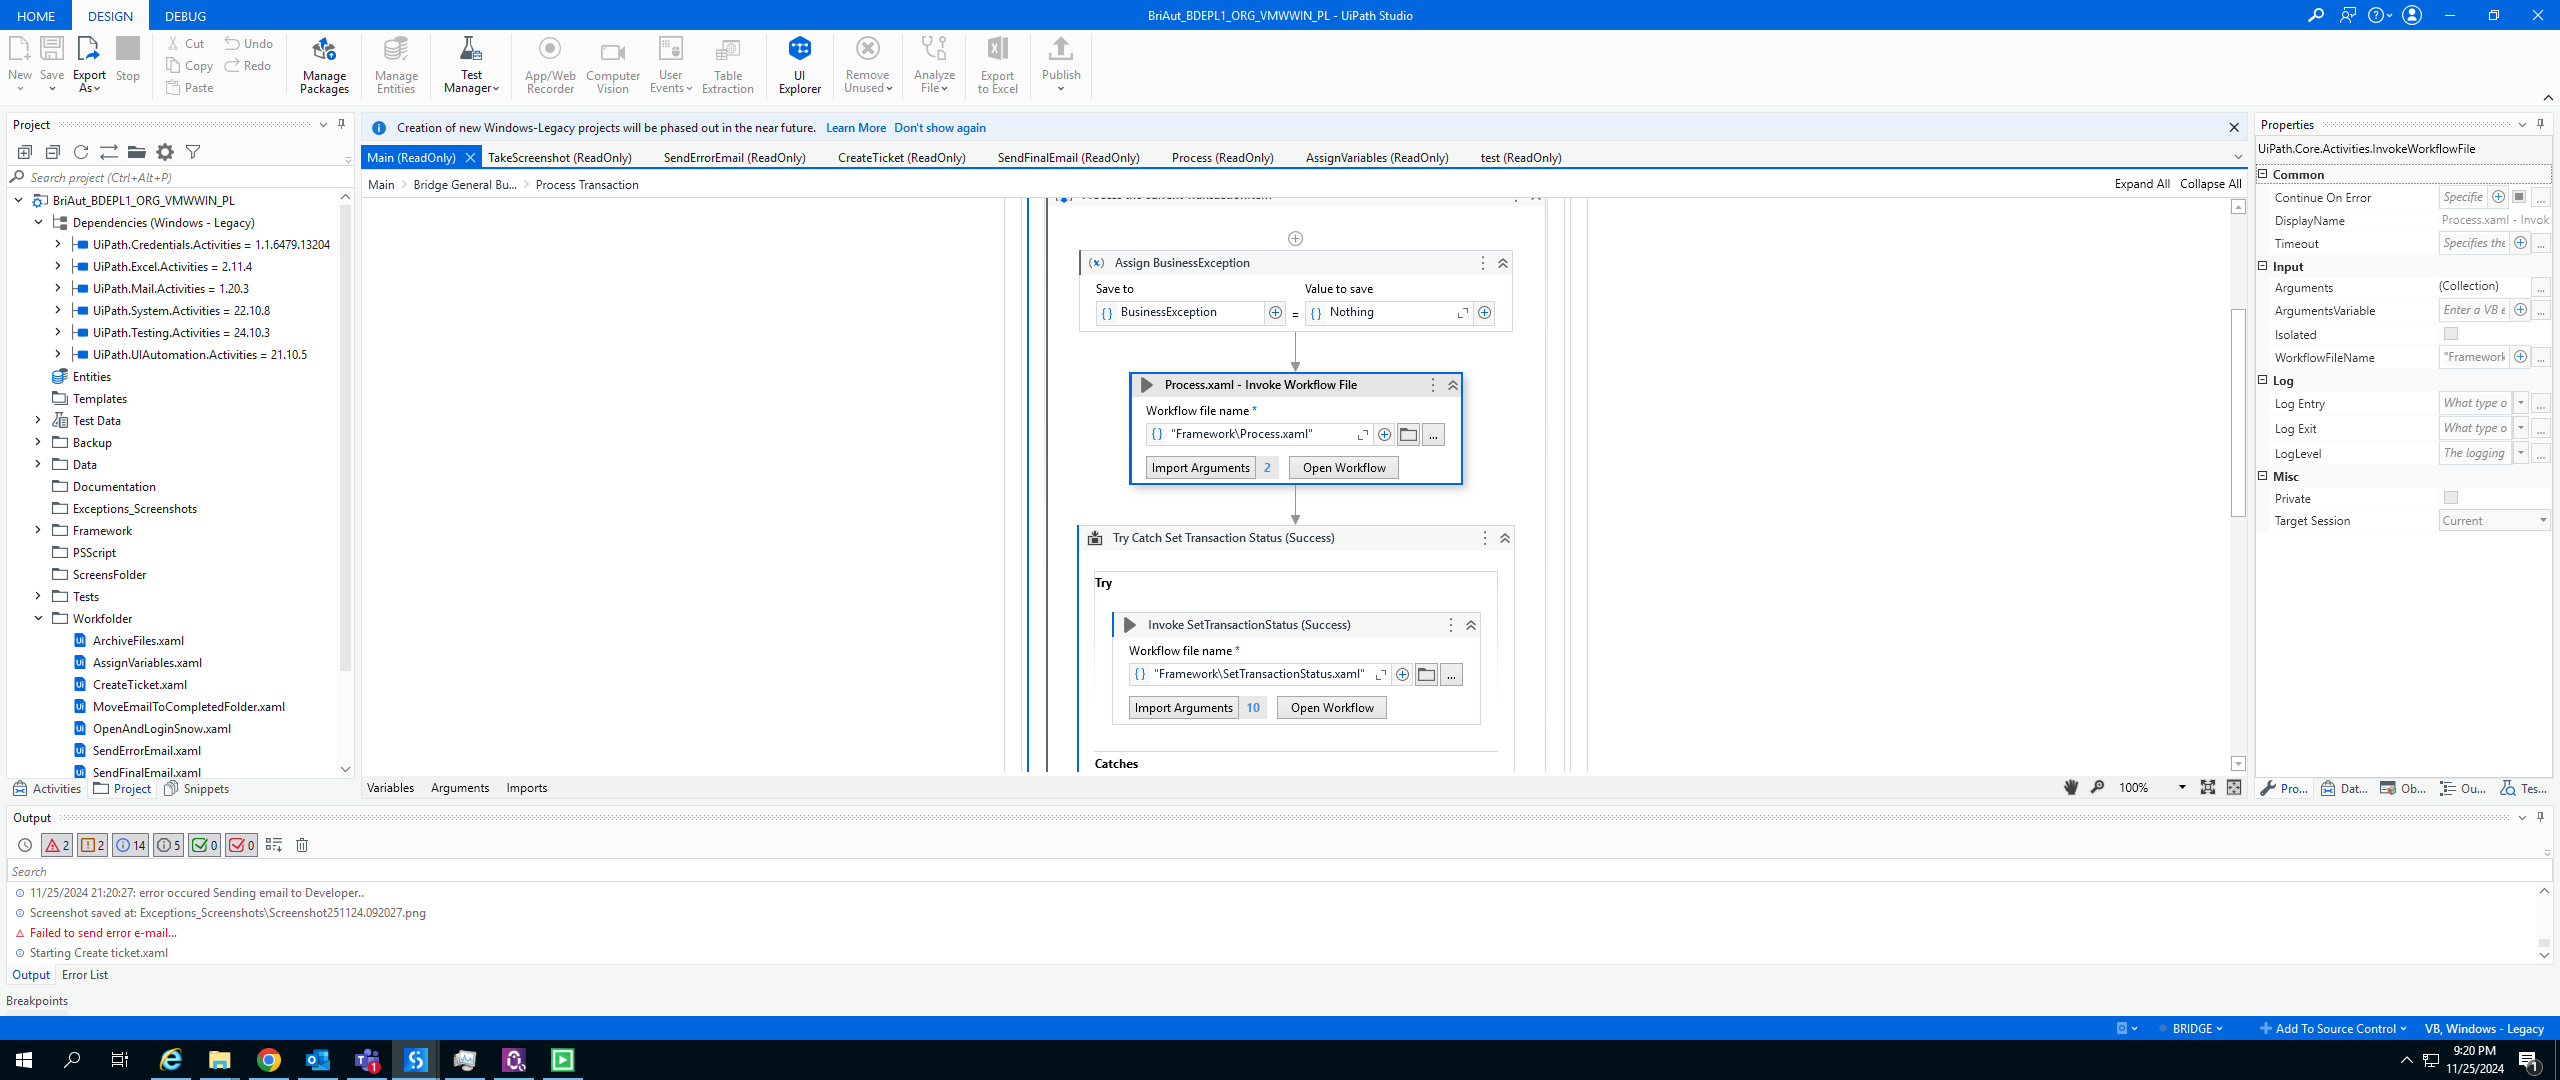 HOME DESIGN DEBUG
BriAut_BDEPL1_ORG_VMWWIN_PL - UiPath Studio
New
Save
Export As
Stop
Cut
Copy
Paste
Undo
Redo
Manage Packages
Manage Entities
Test Manager
App/Web Recorder
Computer Vision
User Events
Table Extraction
UI Explorer
Remove Unused
Analyze File
Export to Excel
Publish
Project
Search project (Ctrl+Alt+P)
BriAut_BDEPL1_ORG_VMWWIN_PL
Dependencies (Windows - Legacy)
UiPath.Credentials.Activities = 1.1.6479.13204
UiPath.Excel.Activities = 2.11.4
UiPath.Mail.Activities = 1.20.3
UiPath.System.Activities = 22.10.8
UiPath.Testing.Activities = 24.10.3
UiPath.UIAutomation.Activities = 21.10.5
Entities
Templates
Test Data
Backup
Data
Documentation
Exceptions_Screenshots
Framework
PSScript
ScreensFolder
Tests
Workfolder
ArchiveFiles.xaml
AssignVariables.xaml
CreateTicket.xaml
MoveEmailToCompletedFolder.xaml
OpenAndLoginSnow.xaml
SendErrorEmail.xaml
SendFinalEmail.xaml
Activities Project Snippets
Creation of new Windows-Legacy projects will be phased out in the near future. Learn More Don't show again
Main (ReadOnly) TakeScreenshot (ReadOnly) SendErrorEmail (ReadOnly) CreateTicket (ReadOnly) SendFinalEmail (ReadOnly) Process (ReadOnly) AssignVariables (ReadOnly) test (ReadOnly)
Main Bridge General Bu... Process Transaction
Expand All Collapse All
Assign BusinessException
Save to Value to save
BusinessException = Nothing
Process.xaml - Invoke Workflow File
Workflow file name *
"Framework\Process.xaml" ...
Import Arguments 2 Open Workflow
Try Catch Set Transaction Status (Success)
Try
Invoke SetTransactionStatus (Success)
Workflow file name *
"Framework\SetTransactionStatus.xaml" ...
Import Arguments 10 Open Workflow
Catches
Variables Arguments Imports
100%
Properties
UiPath.Core.Activities.InvokeWorkflowFile
Common
Continue On Error Specifie ...
DisplayName Process.xaml - Invok
Timeout Specifies the ...
Input
Arguments (Collection) ...
ArgumentsVariable Enter a VB e ...
Isolated
WorkflowFileName "Framework ...
Log
Log Entry What type o ...
Log Exit What type o ...
LogLevel The logging ...
Misc
Private
Target Session Current
Pro... Dat... Ob... Ou... Tes...
Output
2 2 14 5 0 0
Search
11/25/2024 21:20:27: error occured Sending email to Developer..
Screenshot saved at: Exceptions_Screenshots\Screenshot251124.092027.png
Failed to send error e-mail...
Starting Create ticket.xaml
Output Error List
Breakpoints
BRIDGE Add To Source Control VB, Windows - Legacy
9:20 PM
11/25/2024
1
1